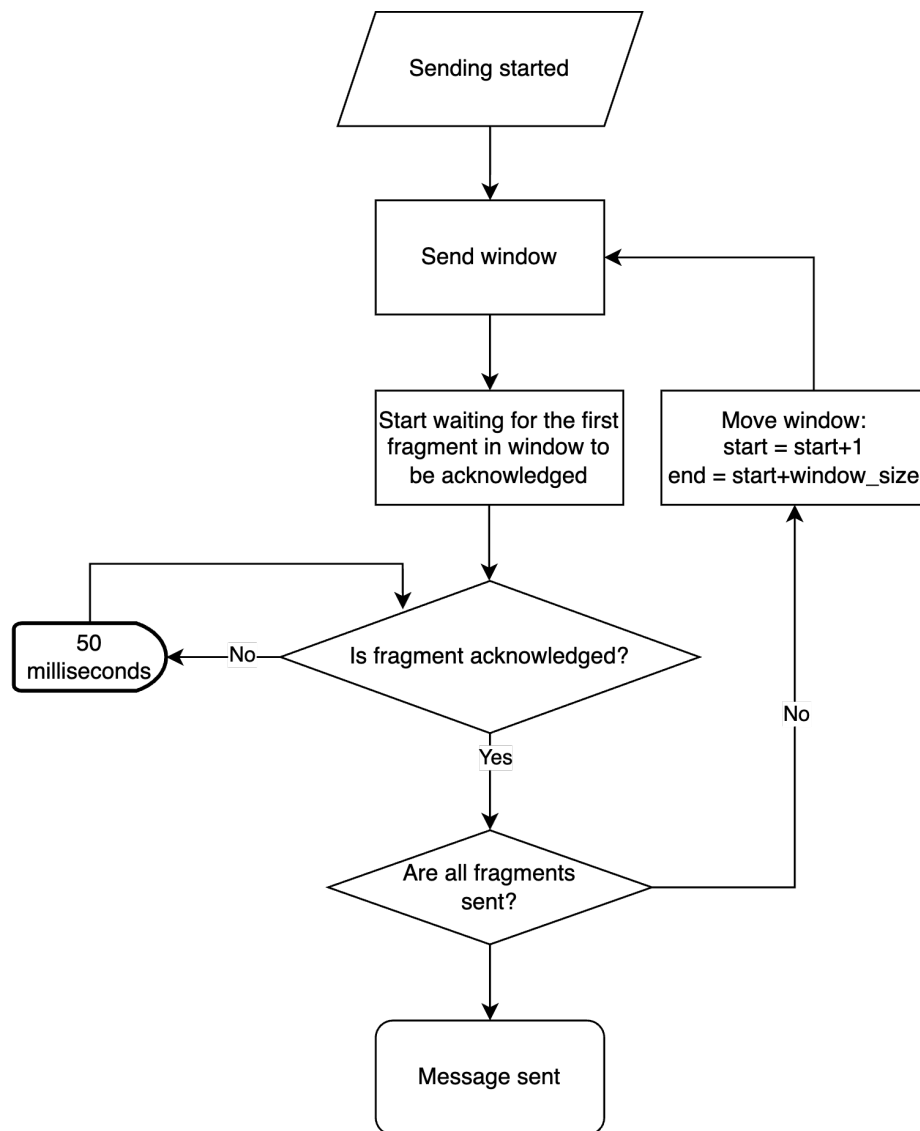 Sending started
Send window
Start waiting for the first
fragment in window to
be acknowledged
Move window:
start = start+1
end = start+window_size
50
milliseconds
No
Is fragment acknowledged?
No
Yes
Are all fragments
sent?
Message sent